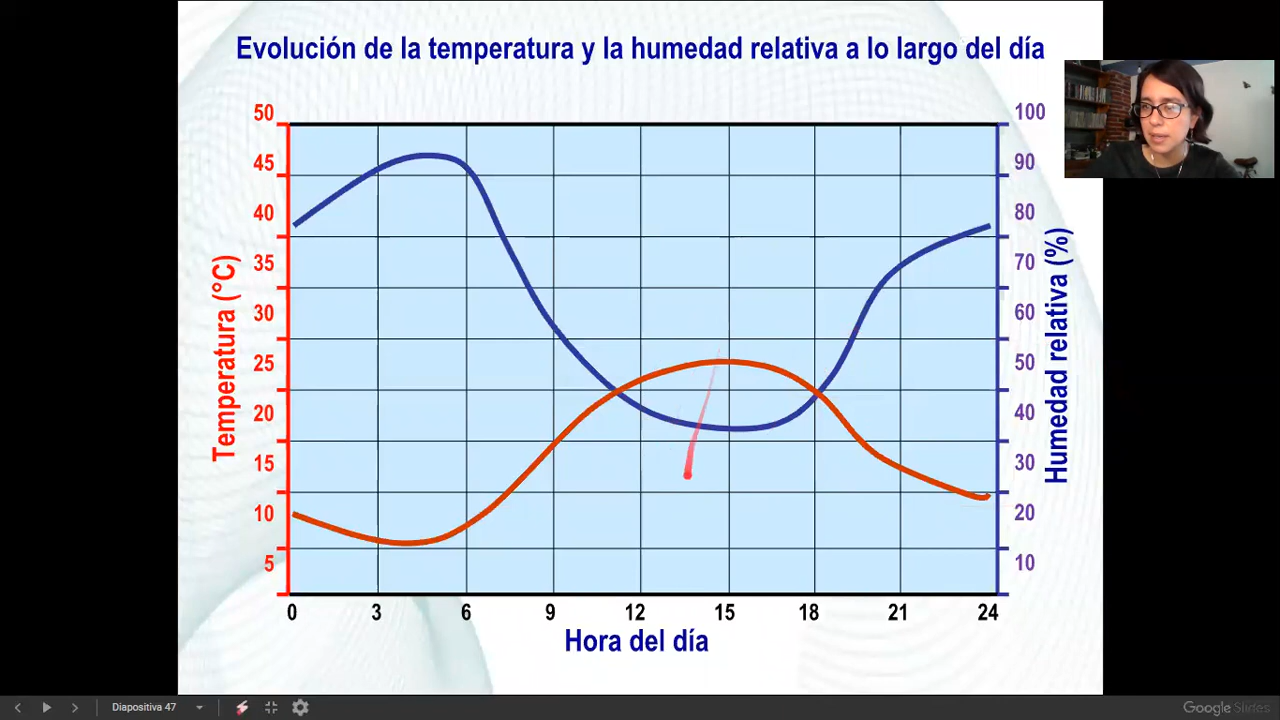 Evolución de la temperatura y la humedad relativa a lo largo del día
50
45
40
35
30
25
20
15
10
5
Temperatura (°C)
100
90
80
70
60
50
40
30
20
10
Humedad relativa (%)
0 3 6 9 12 15 18 21 24
Hora del día
Diapositiva 47
Google Slides